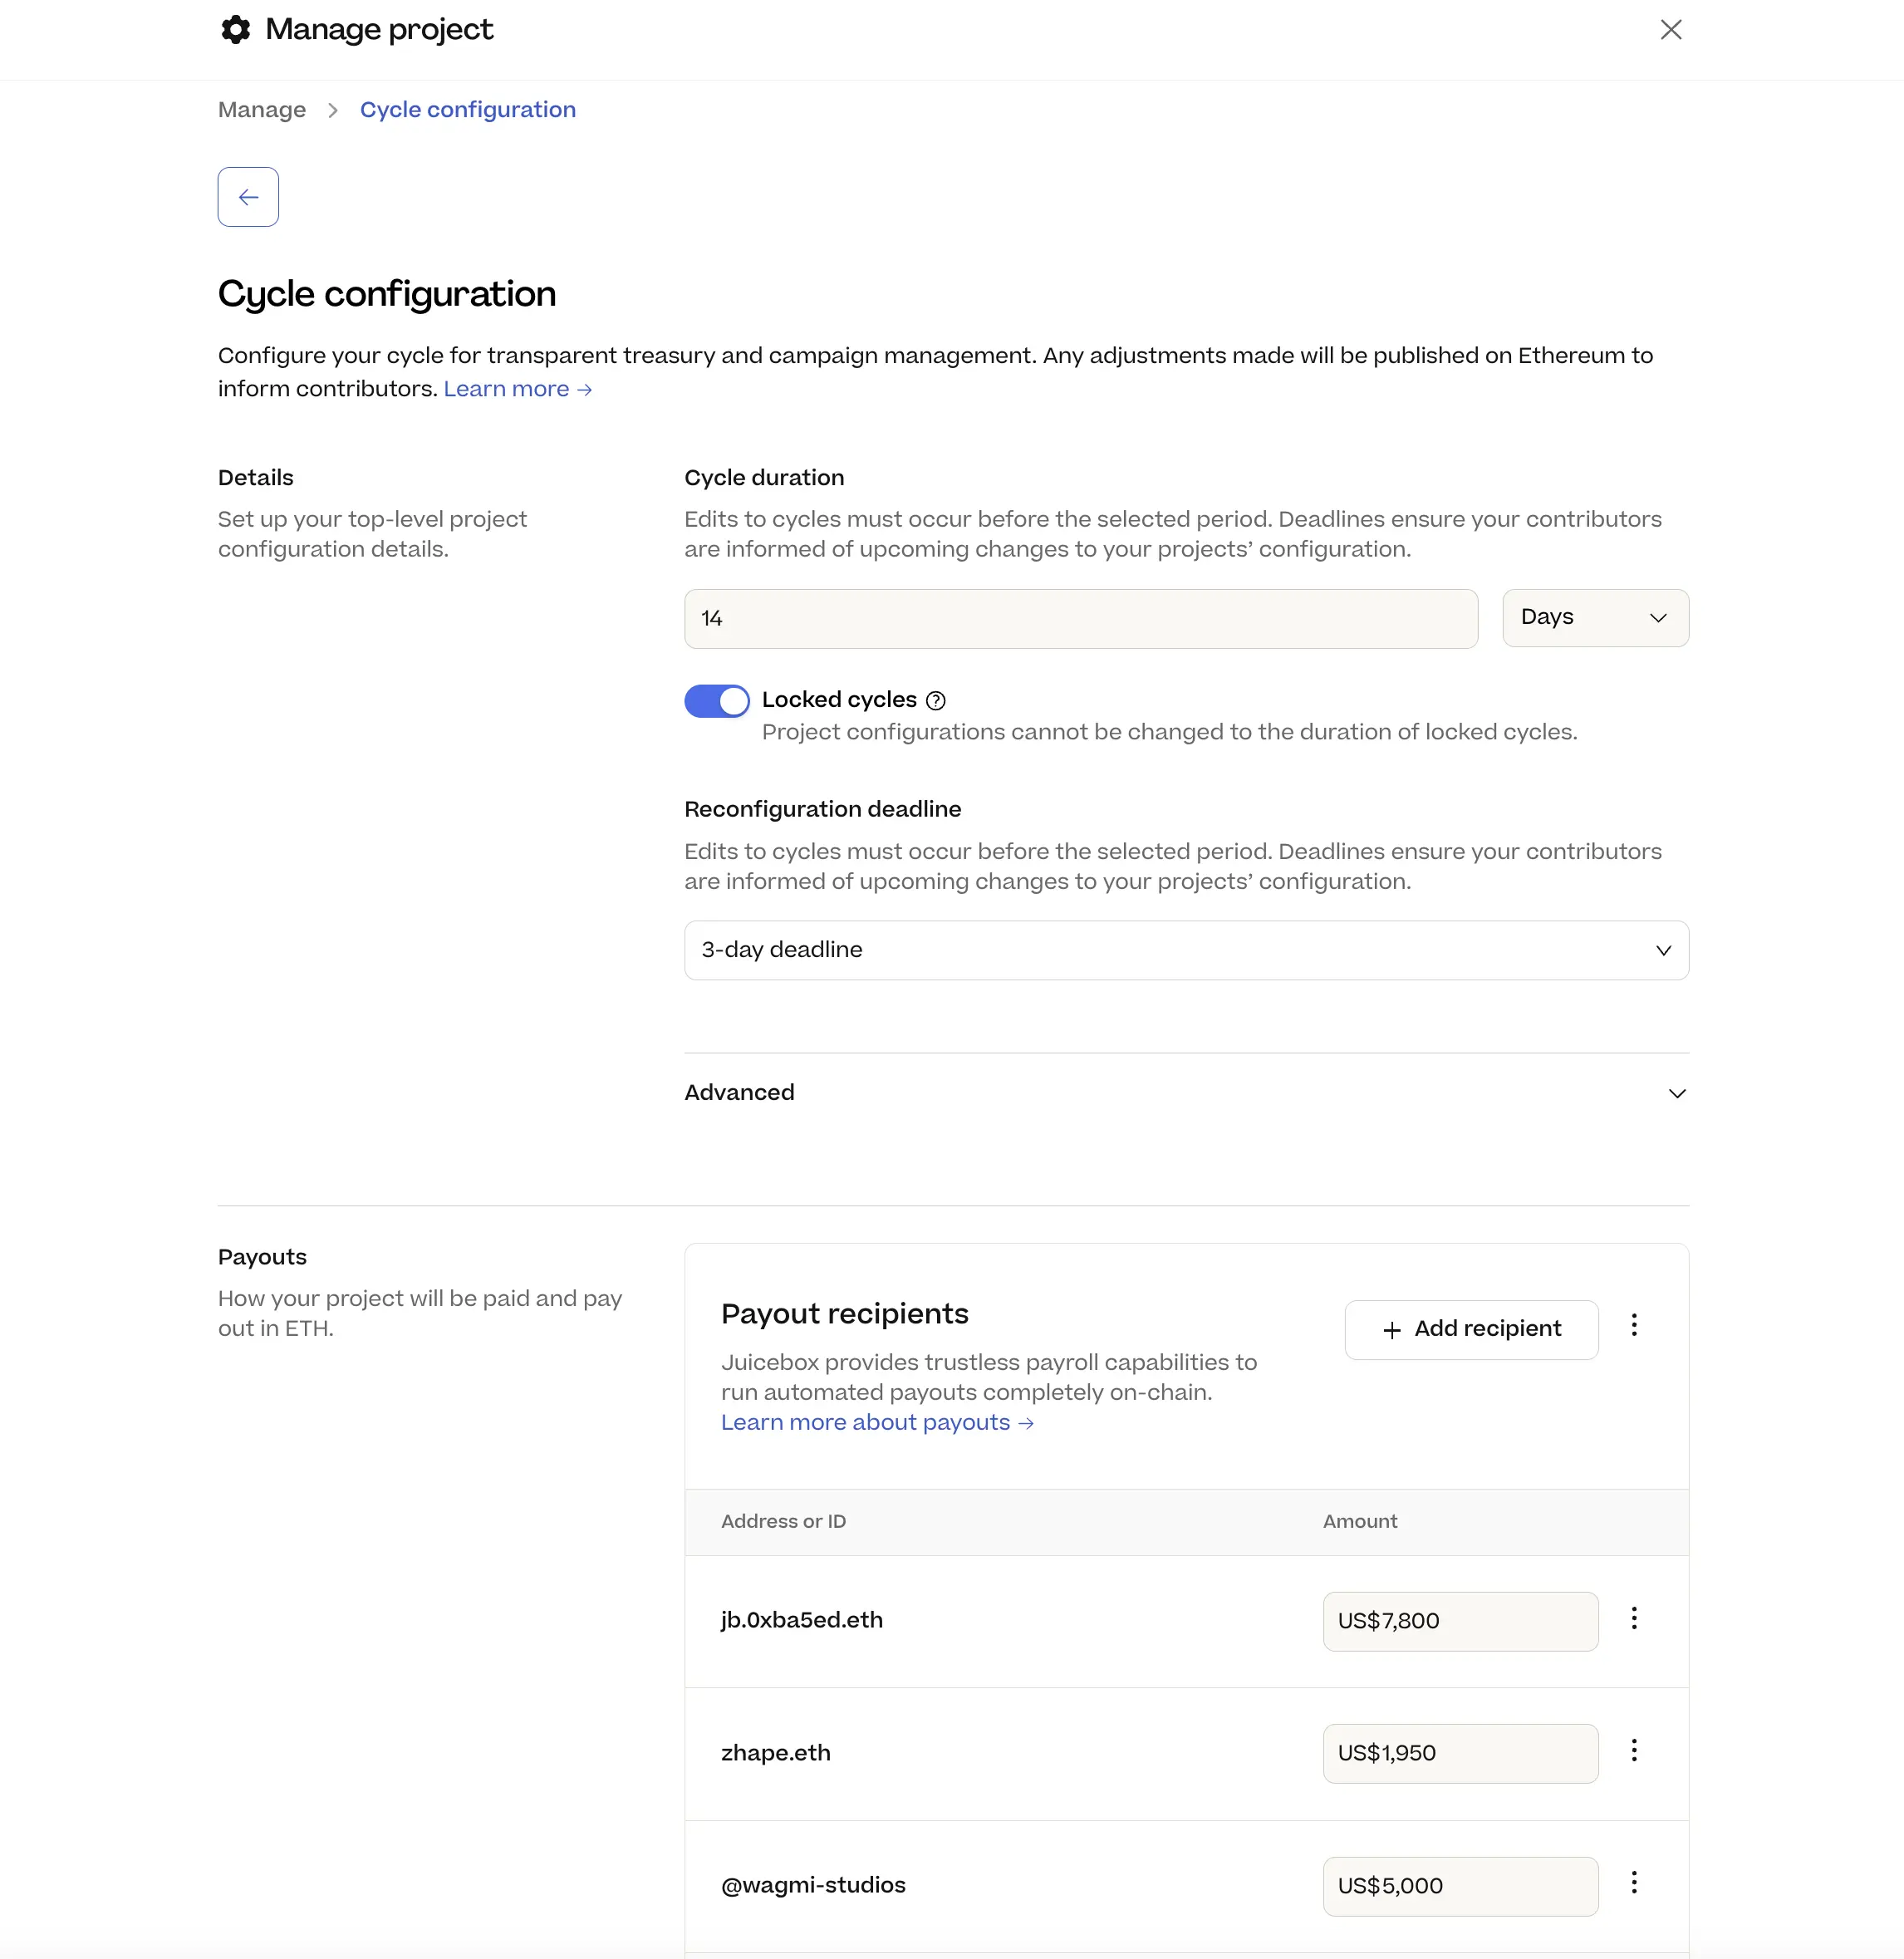 Manage project
Manage
Cycle configuration
Cycle configuration
Configure your cycle for transparent treasury and campaign management. Any adjustments made will be published on Ethereum to
inform contributors. Learn more →
Details
Set up your top-level project
configuration details.
Cycle duration
Edits to cycles must occur before the selected period. Deadlines ensure your contributors
are informed of upcoming changes to your projects’ configuration.
14
Days
Locked cycles
Project configurations cannot be changed to the duration of locked cycles.
Reconfiguration deadline
Edits to cycles must occur before the selected period. Deadlines ensure your contributors
are informed of upcoming changes to your projects’ configuration.
3-day deadline
Advanced
Payouts
How your project will be paid and pay
out in ETH.
Payout recipients
Add recipient
Juicebox provides trustless payroll capabilities to
run automated payouts completely on-chain.
Learn more about payouts →
Address or ID
Amount
jb.0xba5ed.eth
US$7,800
zhape.eth
US$1,950
@wagmi-studios
US$5,000